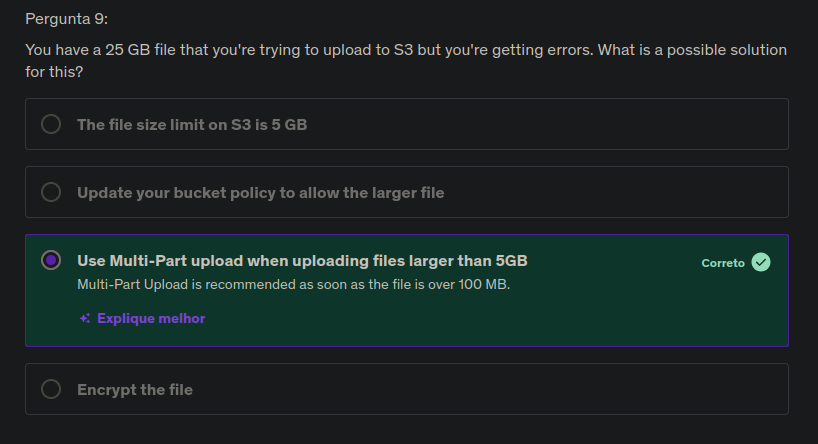 Pergunta 9:
You have a 25 GB file that you're trying to upload to S3 but you're getting errors. What is a possible solution
for this?
The file size limit on S3 is 5 GB
Update your bucket policy to allow the larger file
Use Multi-Part upload when uploading files larger than 5GB
Correto
Multi-Part Upload is recommended as soon as the file is over 100 MB.
Explique melhor
Encrypt the file